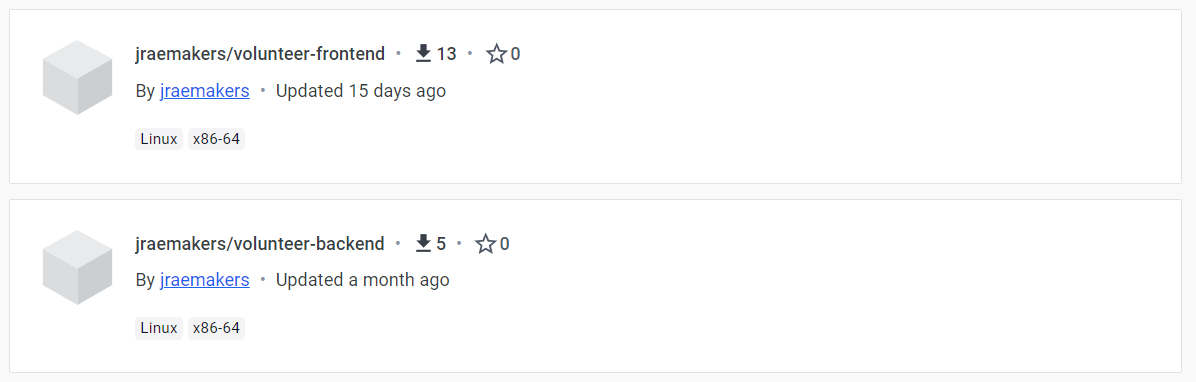 jraemakers/volunteer-frontend • 13 • 0
By jraemakers • Updated 15 days ago
Linux x86-64
jraemakers/volunteer-backend • 5 • 0
By jraemakers • Updated a month ago
Linux x86-64